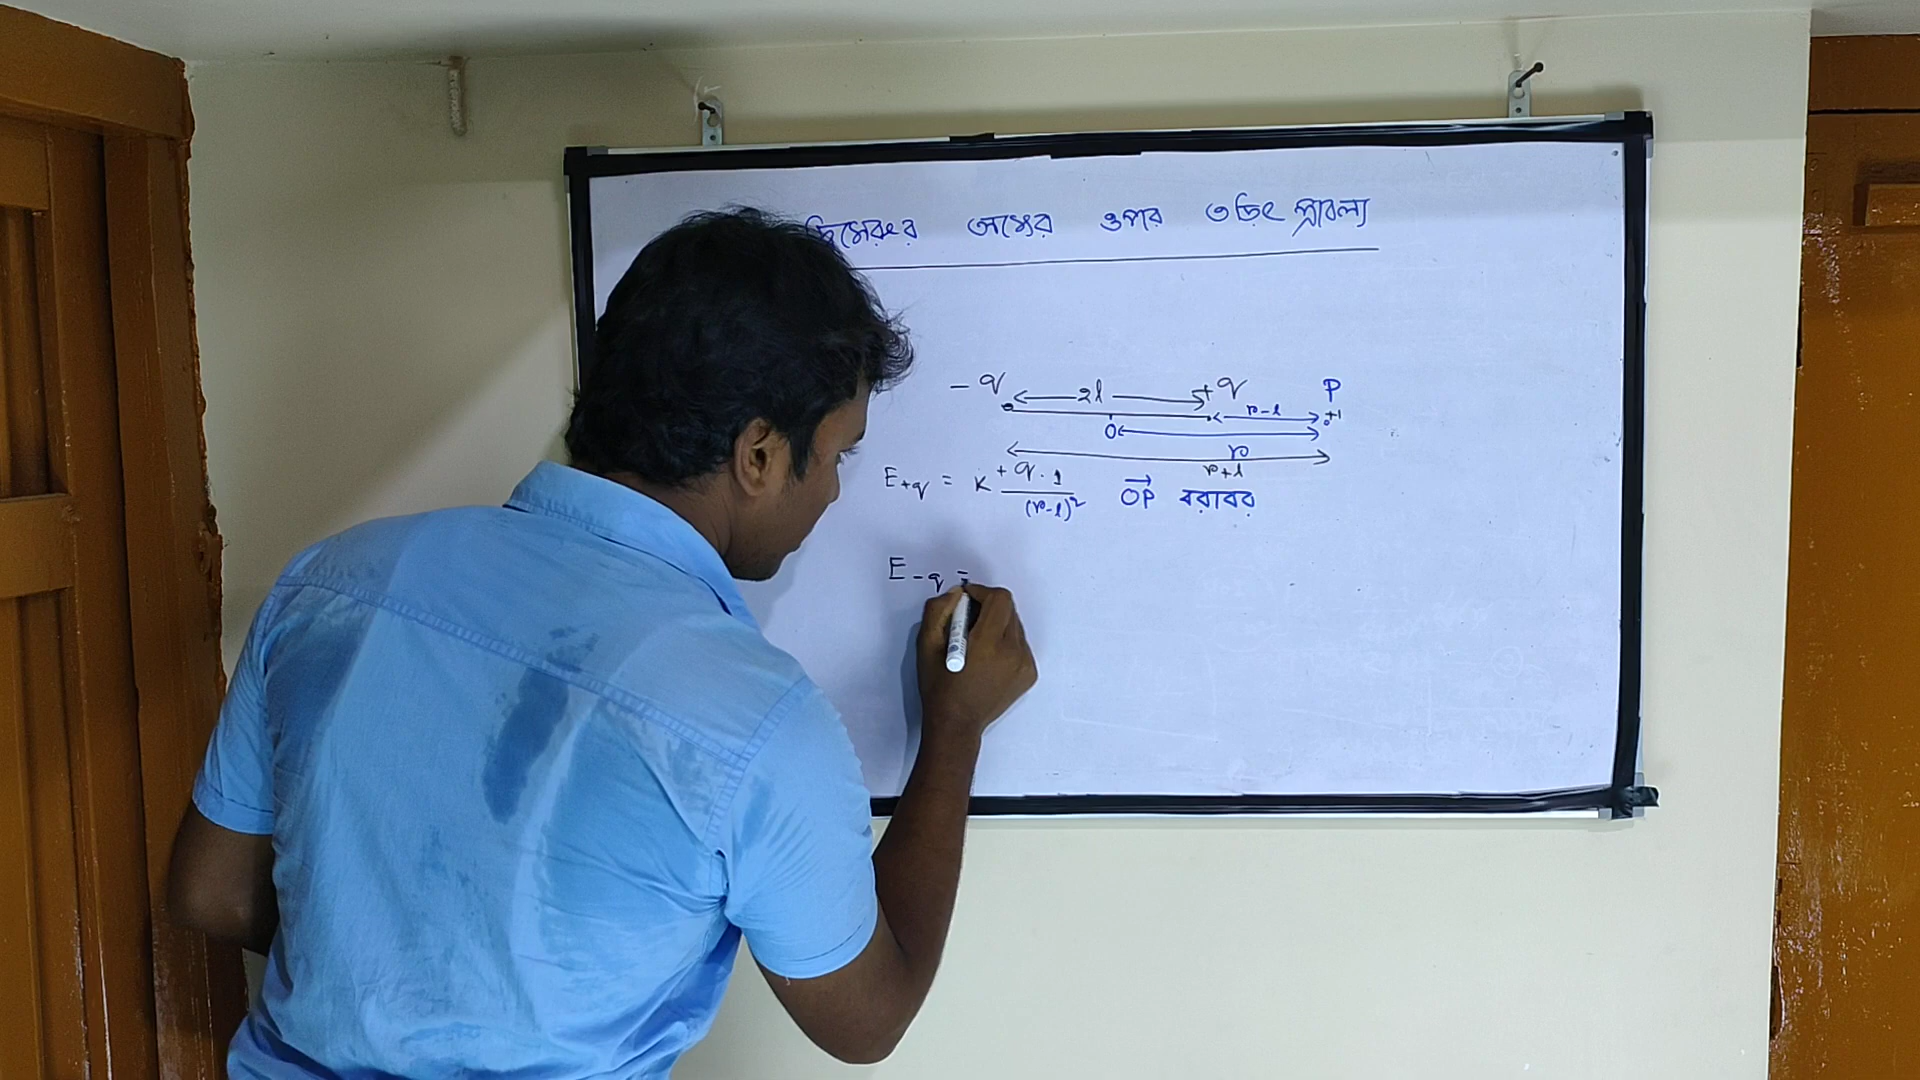 দ্বিমেরুর অক্ষের ওপর তড়িৎ প্রাবল্য
-q 2l +q P
r-l +1
O
r
r+l
E+q = K +q.1/(r-l)² OP→ বরাবর
E-q =